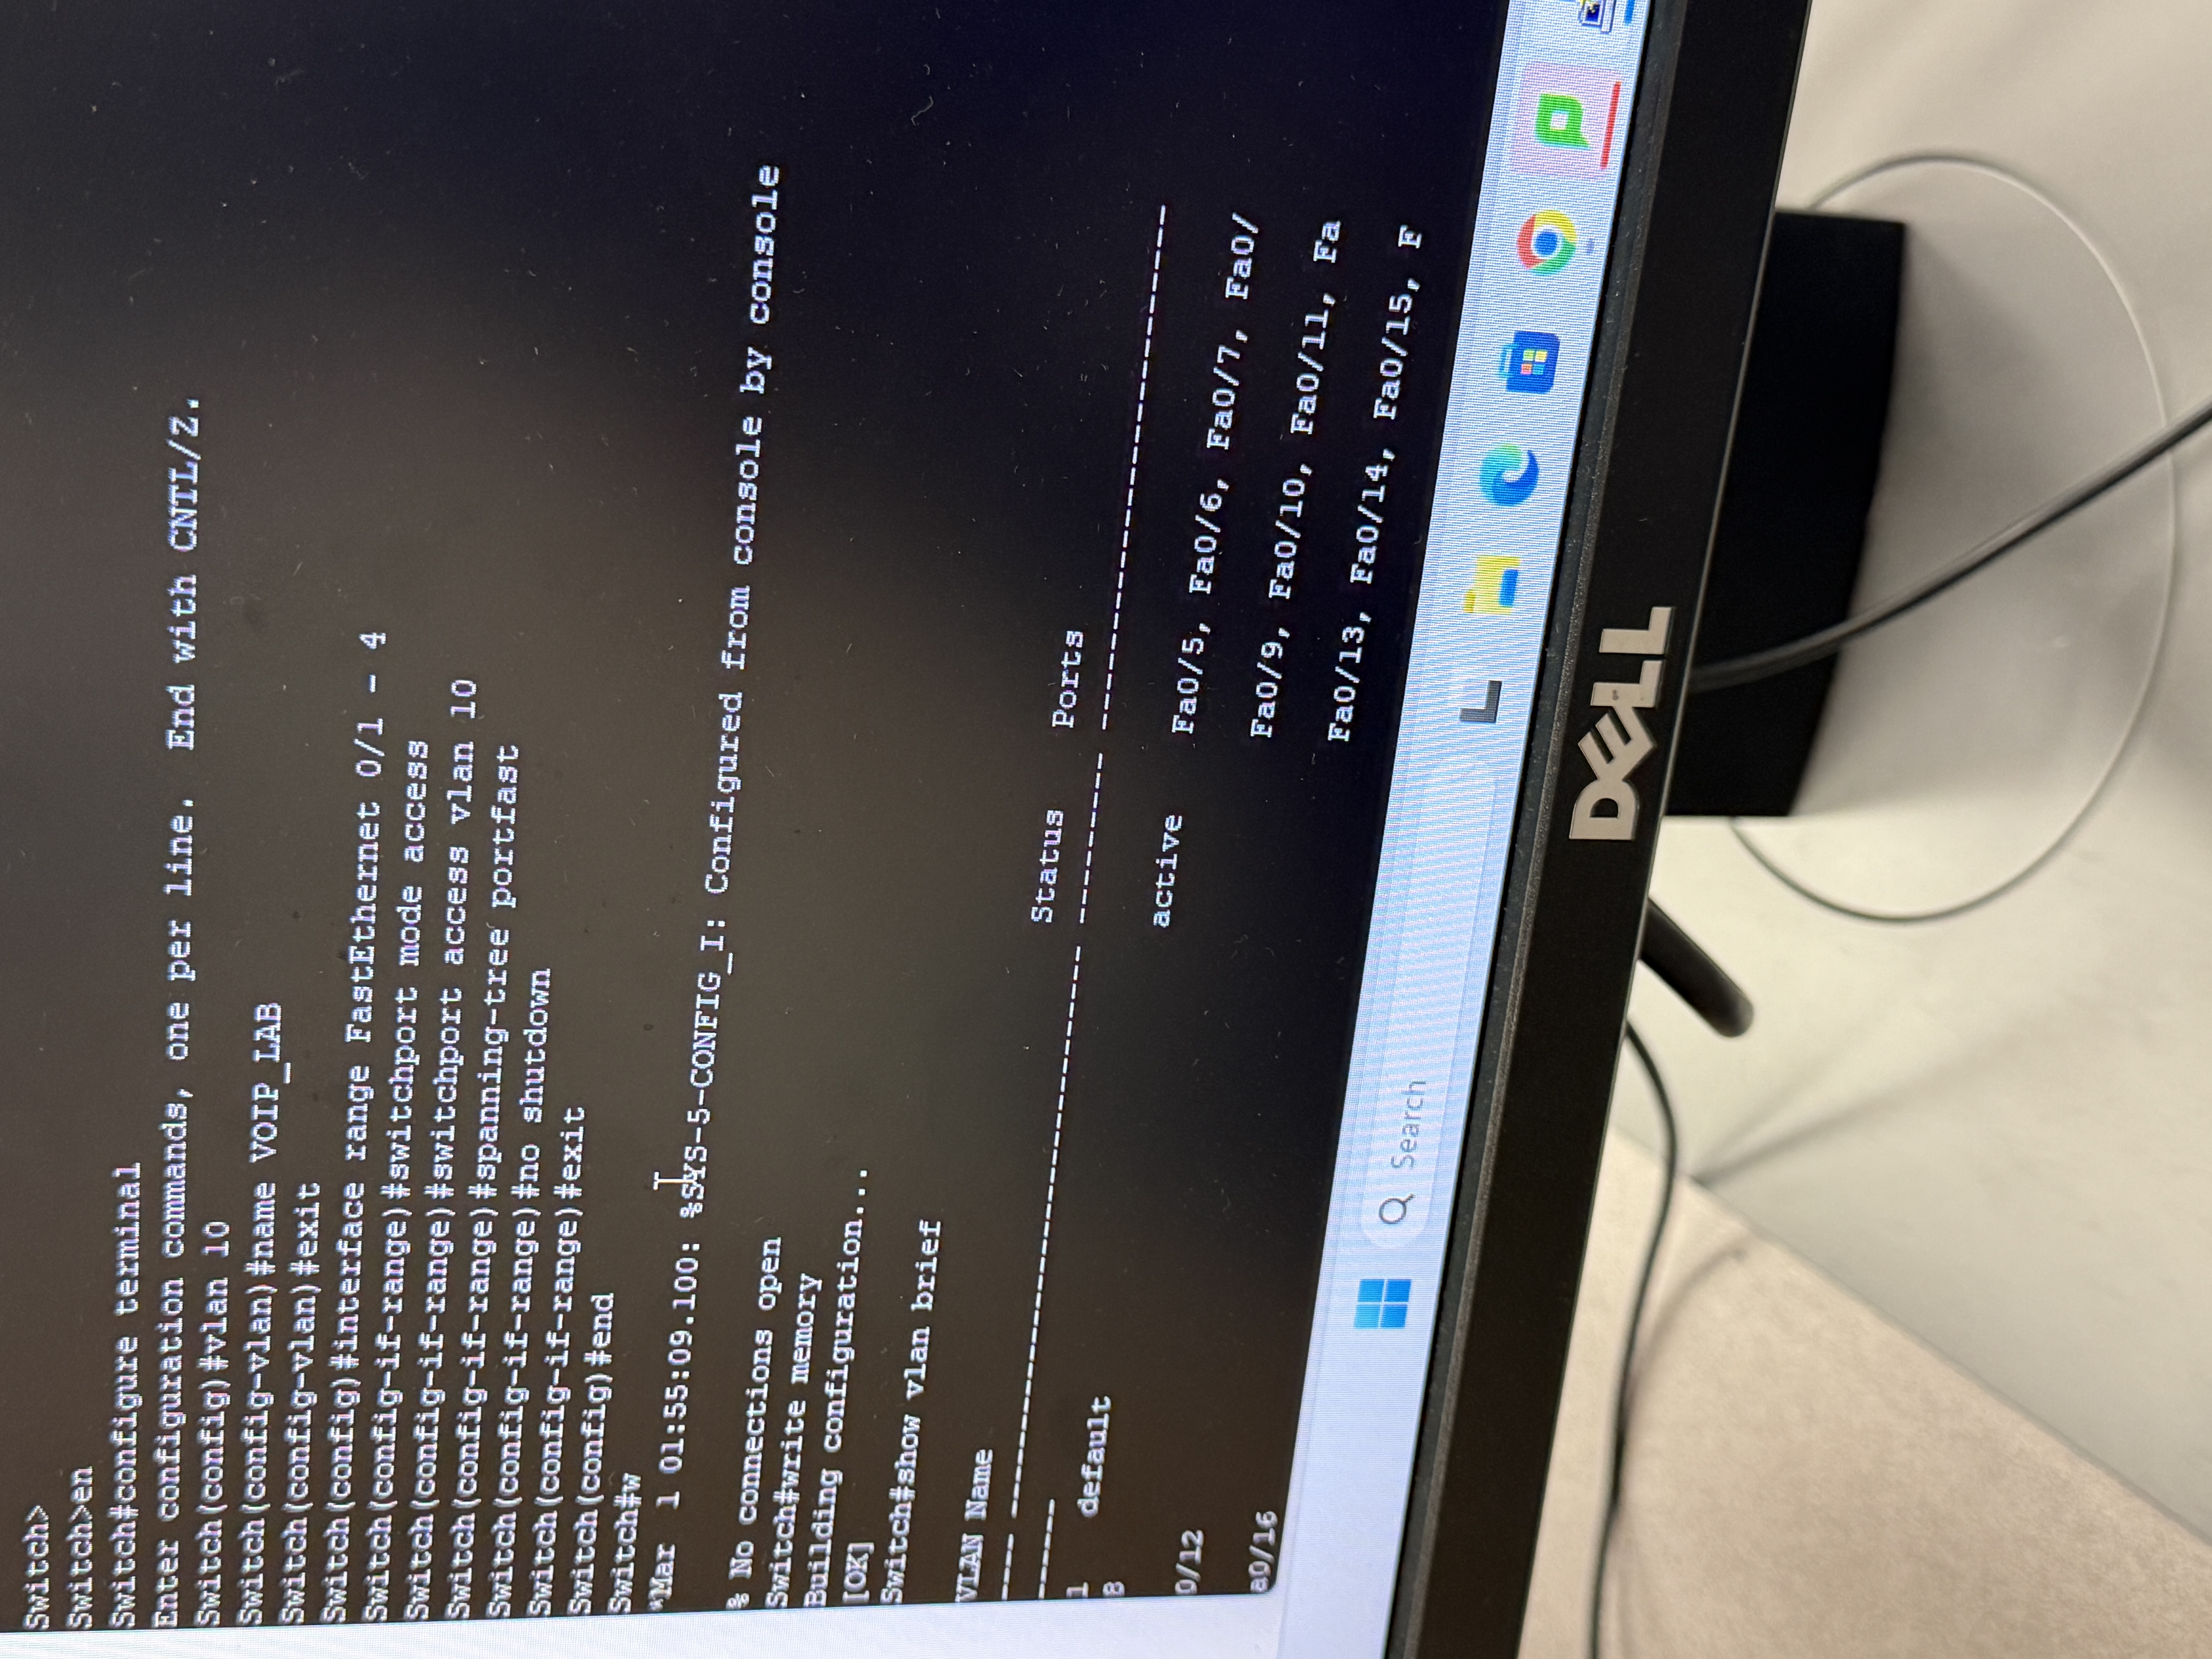 Switch>
Switch>en
Switch#configure terminal
Enter configuration commands, one per line.  End with CNTL/Z.
Switch(config)#vlan 10
Switch(config-vlan)#name VOIP_LAB
Switch(config-vlan)#exit
Switch(config)#interface range FastEthernet 0/1 - 4
Switch(config-if-range)#switchport mode access
Switch(config-if-range)#switchport access vlan 10
Switch(config-if-range)#spanning-tree portfast
Switch(config-if-range)#no shutdown
Switch(config-if-range)#exit
Switch(config)#end
Switch#w
*Mar  1 01:55:09.100: %SYS-5-CONFIG_I: Configured from console by console
% No connections open
Switch#write memory
Building configuration...
[OK]
Switch#show vlan brief
VLAN Name                             Status    Ports
---- -------------------------------- --------- -------------------------
------
1    default                          active    Fa0/5, Fa0/6, Fa0/7, Fa0/
8
                                                Fa0/9, Fa0/10, Fa0/11, Fa
0/12
                                                Fa0/13, Fa0/14, Fa0/15, F
a0/16
Search
DELL